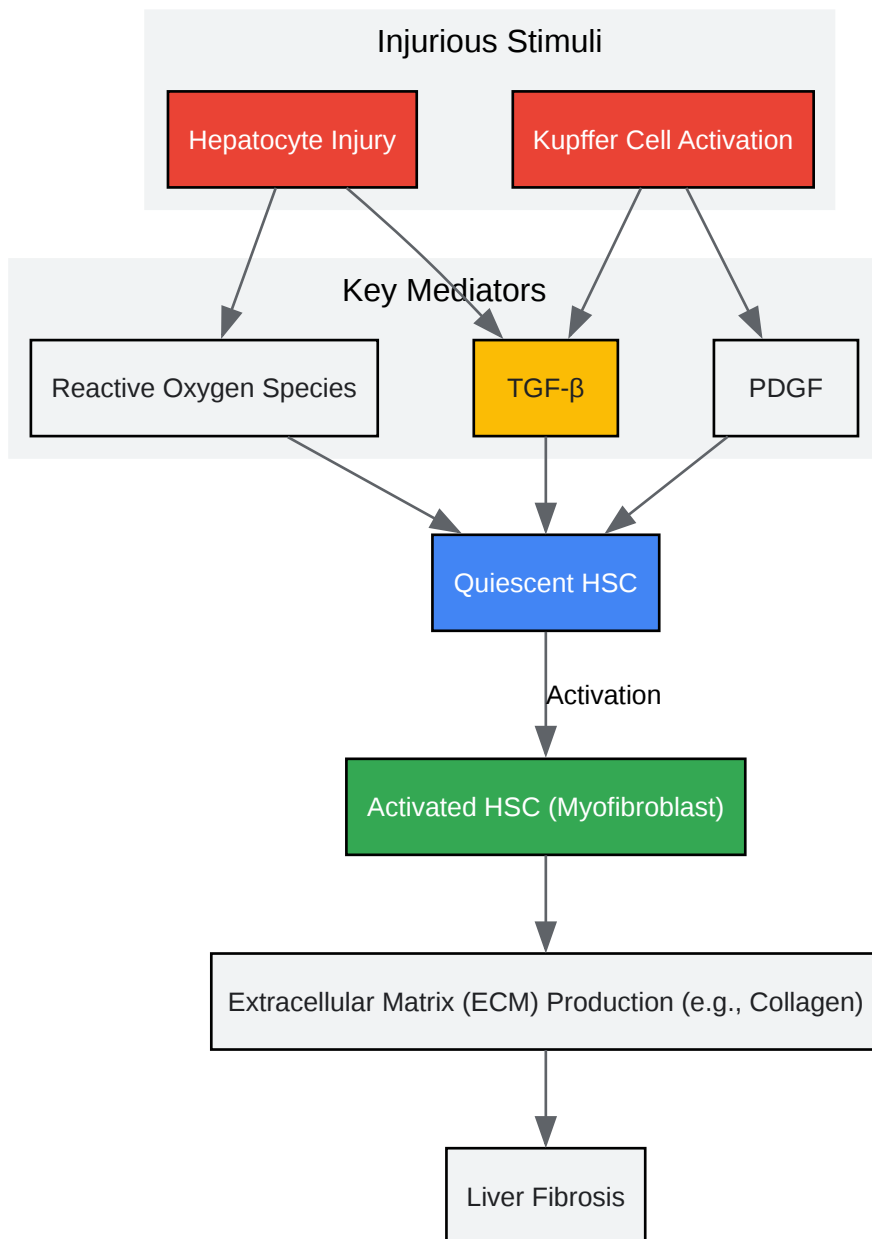 Injurious Stimuli
Hepatocyte Injury
Kupffer Cell Activation
Key Mediators
Reactive Oxygen Species
TGF-β
PDGF
Quiescent HSC
Activation
Activated HSC (Myofibroblast)
Extracellular Matrix (ECM) Production (e.g., Collagen)
Liver Fibrosis